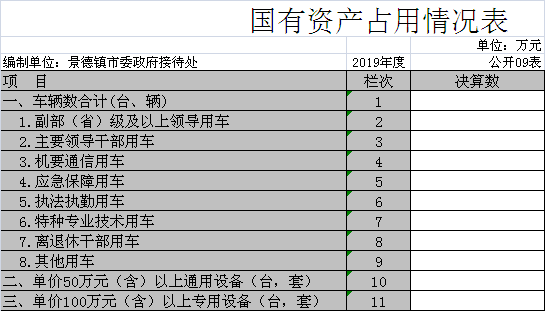 国有资产占用情况表
单位：万元
编制单位：景德镇市委政府接待处 2019年度 公开09表
项 目 栏次 决算数
一、车辆数合计(台、辆) 1
1.副部（省）级及以上领导用车 2
2.主要领导干部用车 3
3.机要通信用车 4
4.应急保障用车 5
5.执法执勤用车 6
6.特种专业技术用车 7
7.离退休干部用车 8
8.其他用车 9
二、单价50万元（含）以上通用设备（台，套） 10
三、单价100万元（含）以上专用设备（台，套） 11